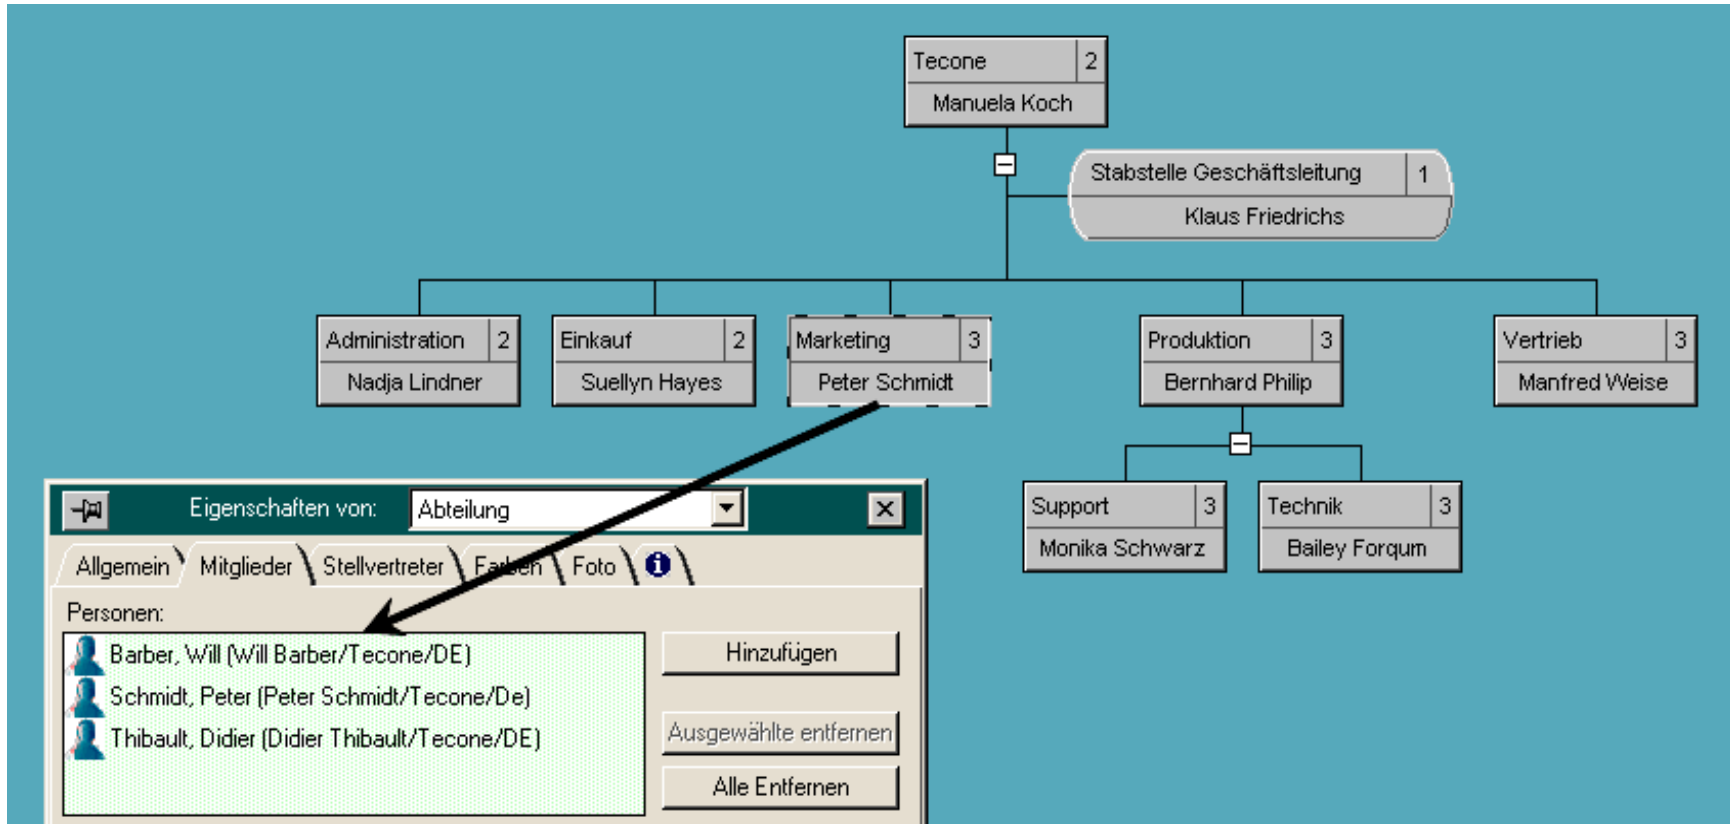 Tecone 2
Manuela Koch
Stabstelle Geschäftsleitung 1
Klaus Friedrichs
Administration 2
Nadja Lindner
Einkauf 2
Suellyn Hayes
Marketing 3
Peter Schmidt
Produktion 3
Bernhard Philip
Vertrieb 3
Manfred Weise
Support 3
Monika Schwarz
Technik 3
Bailey Forqum
Eigenschaften von: Abteilung
Allgemein Mitglieder Stellvertreter Farben Foto
Personen:
Barber, Will (Will Barber/Tecone/DE)
Schmidt, Peter (Peter Schmidt/Tecone/De)
Thibault, Didier (Didier Thibault/Tecone/DE)
Hinzufügen
Ausgewählte entfernen
Alle Entfernen